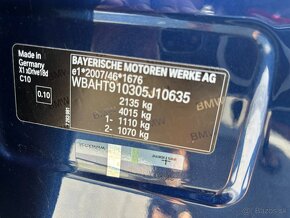 Made in
Germany
X1 xDrive18d
C10
0.10
BAYERISCHE MOTOREN WERKE AG
e1*2007/46*1676
WBAHT910305J10635
2135 kg
4015 kg
1- 1110 kg
2- 1070 kg
BMW